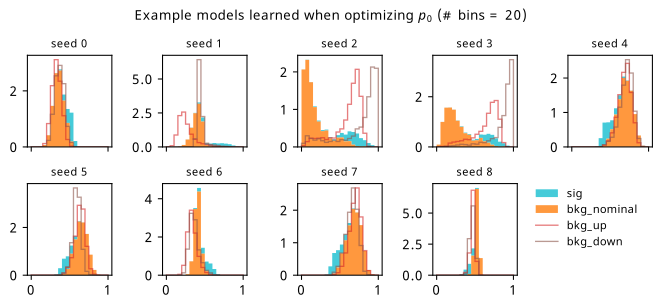 Example models learned when optimizing p₀ (# bins = 20)
seed 0
seed 1
seed 2
seed 3
seed 4
2
0
5.0
2.5
0.0
2
1
0
2
0
2
1
0
seed 5
seed 6
seed 7
seed 8
2
0
4
2
0
2
1
0
5.0
2.5
0.0
0 1
0 1
0 1
0 1
sig
bkg_nominal
bkg_up
bkg_down